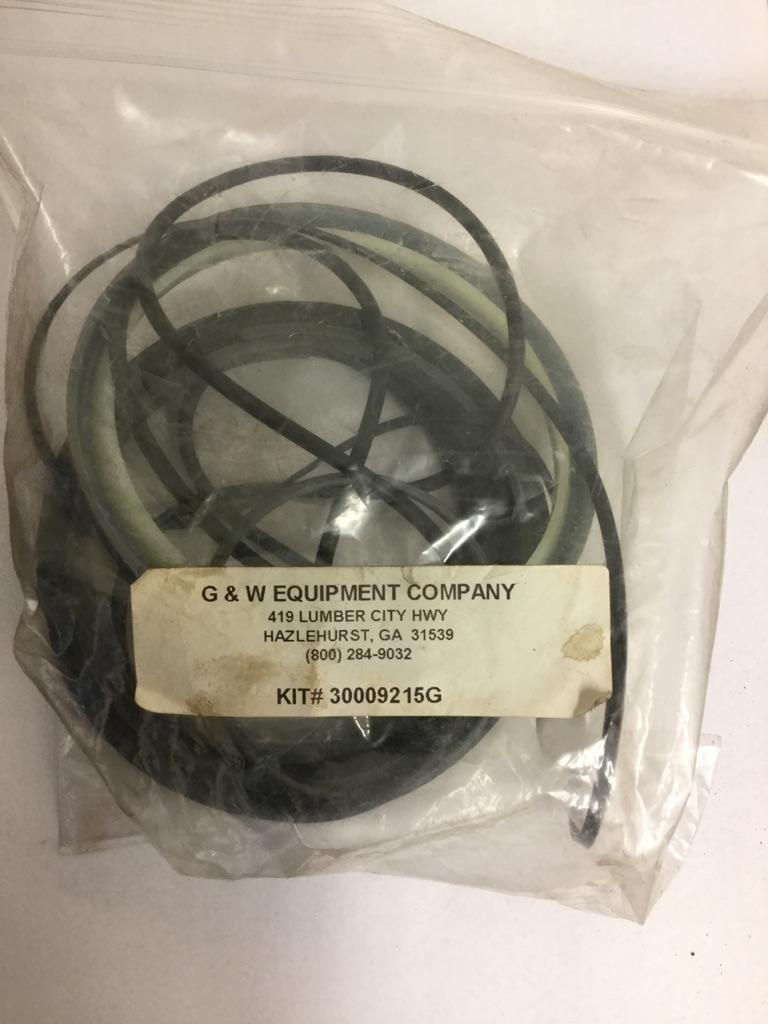 G & W EQUIPMENT COMPANY
419 LUMBER CITY HWY
HAZLEHURST, GA 31539
(800) 284-9032
KIT# 30009215G